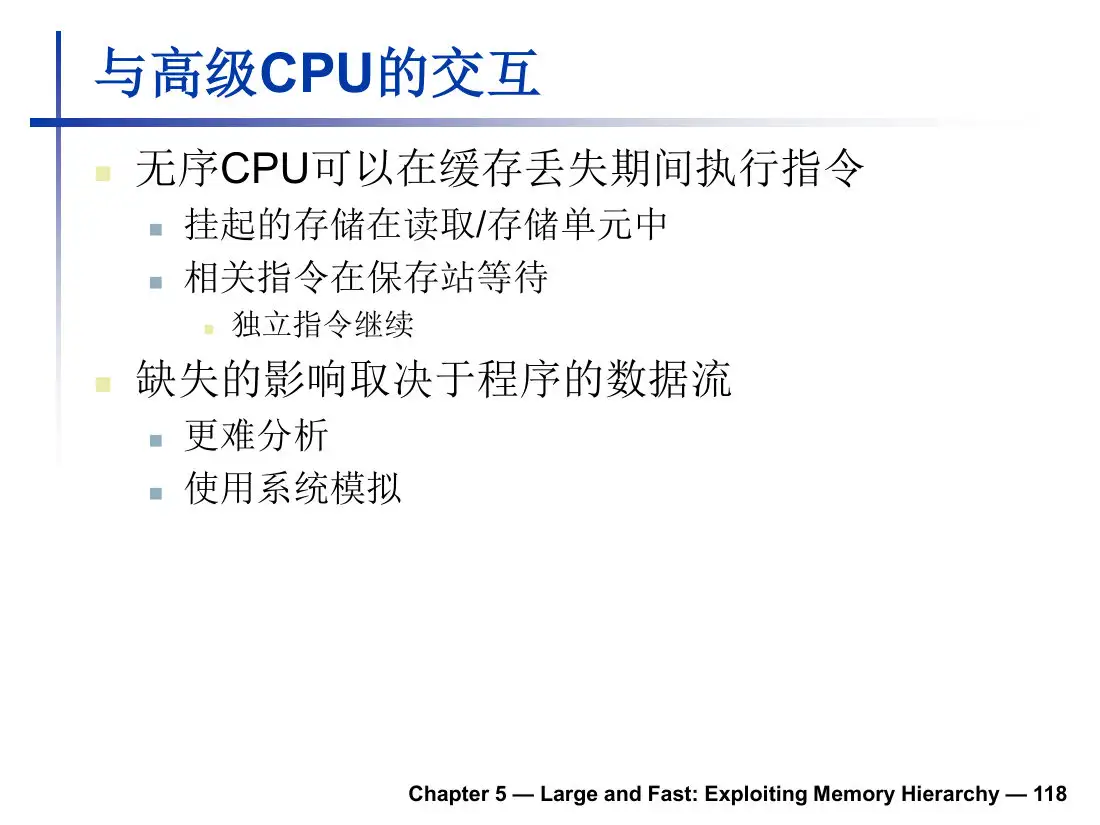 与高级CPU的交互
无序CPU可以在缓存丢失期间执行指令
挂起的存储在读取/存储单元中
相关指令在保存站等待
独立指令继续
缺失的影响取决于程序的数据流
更难分析
使用系统模拟
Chapter 5 — Large and Fast: Exploiting Memory Hierarchy — 118